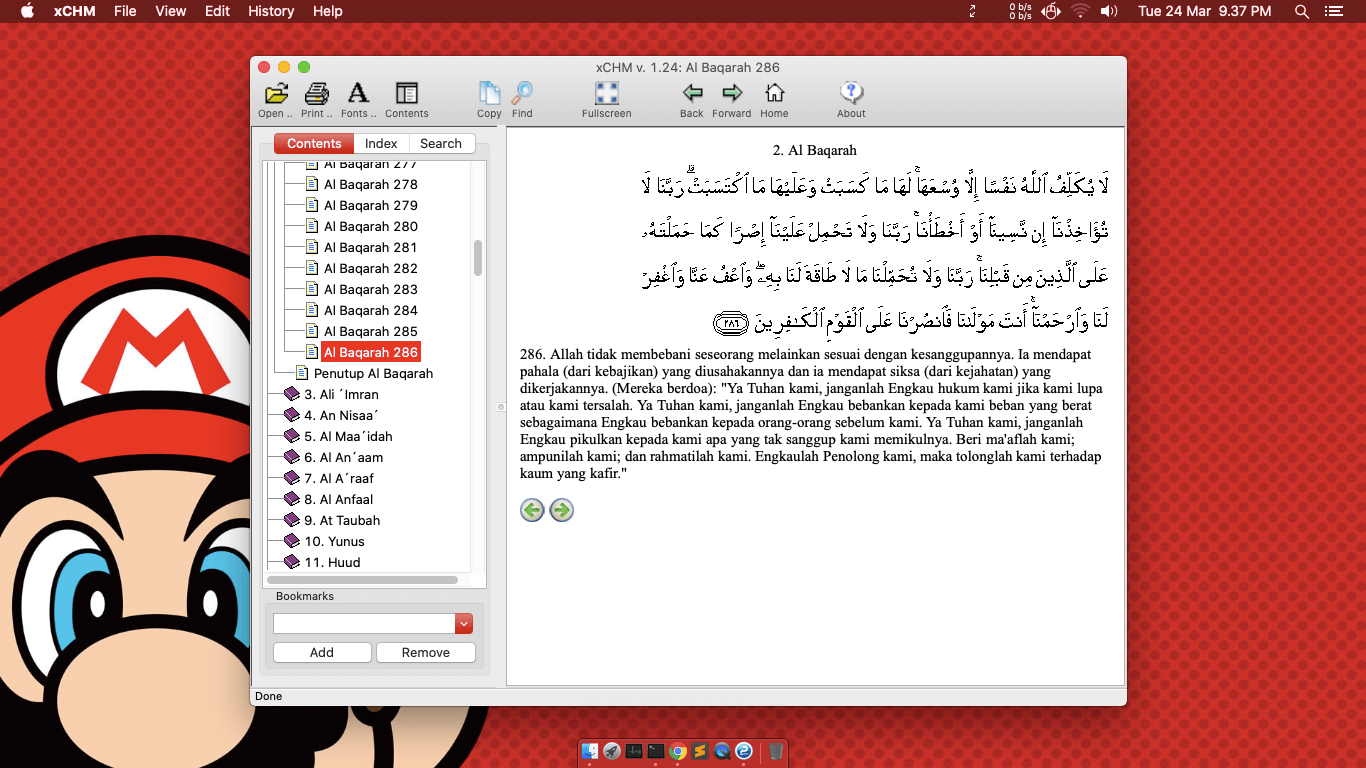 xCHM File View Edit History Help
0 b/s
0 b/s
Tue 24 Mar 9.37 PM
xCHM v. 1.24: Al Baqarah 286
Open .. Print .. Fonts .. Contents Copy Find Fullscreen Back Forward Home About
Contents Index Search
Al Baqarah 277
Al Baqarah 278
Al Baqarah 279
Al Baqarah 280
Al Baqarah 281
Al Baqarah 282
Al Baqarah 283
Al Baqarah 284
Al Baqarah 285
Al Baqarah 286
Penutup Al Baqarah
3. Ali ´Imran
4. An Nisaa´
5. Al Maa´idah
6. Al An´aam
7. Al A´raaf
8. Al Anfaal
9. At Taubah
10. Yunus
11. Huud
Bookmarks
Add Remove
Done
2. Al Baqarah
لَا يُكَلِّفُ ٱللَّهُ نَفْسًا إِلَّا وُسْعَهَا ۚ لَهَا مَا كَسَبَتْ وَعَلَيْهَا مَا ٱكْتَسَبَتْ ۗ رَبَّنَا لَا
تُؤَاخِذْنَآ إِن نَّسِينَآ أَوْ أَخْطَأْنَا ۚ رَبَّنَا وَلَا تَحْمِلْ عَلَيْنَآ إِصْرًا كَمَا حَمَلْتَهُۥ
عَلَى ٱلَّذِينَ مِن قَبْلِنَا ۚ رَبَّنَا وَلَا تُحَمِّلْنَا مَا لَا طَاقَةَ لَنَا بِهِۦ ۖ وَٱعْفُ عَنَّا وَٱغْفِرْ
لَنَا وَٱرْحَمْنَآ ۚ أَنتَ مَوْلَىٰنَا فَٱنصُرْنَا عَلَى ٱلْقَوْمِ ٱلْكَٰفِرِينَ ٢٨٦
286. Allah tidak membebani seseorang melainkan sesuai dengan kesanggupannya. Ia mendapat
pahala (dari kebajikan) yang diusahakannya dan ia mendapat siksa (dari kejahatan) yang
dikerjakannya. (Mereka berdoa): "Ya Tuhan kami, janganlah Engkau hukum kami jika kami lupa
atau kami tersalah. Ya Tuhan kami, janganlah Engkau bebankan kepada kami beban yang berat
sebagaimana Engkau bebankan kepada orang-orang sebelum kami. Ya Tuhan kami, janganlah
Engkau pikulkan kepada kami apa yang tak sanggup kami memikulnya. Beri ma'aflah kami;
ampunilah kami; dan rahmatilah kami. Engkaulah Penolong kami, maka tolonglah kami terhadap
kaum yang kafir."